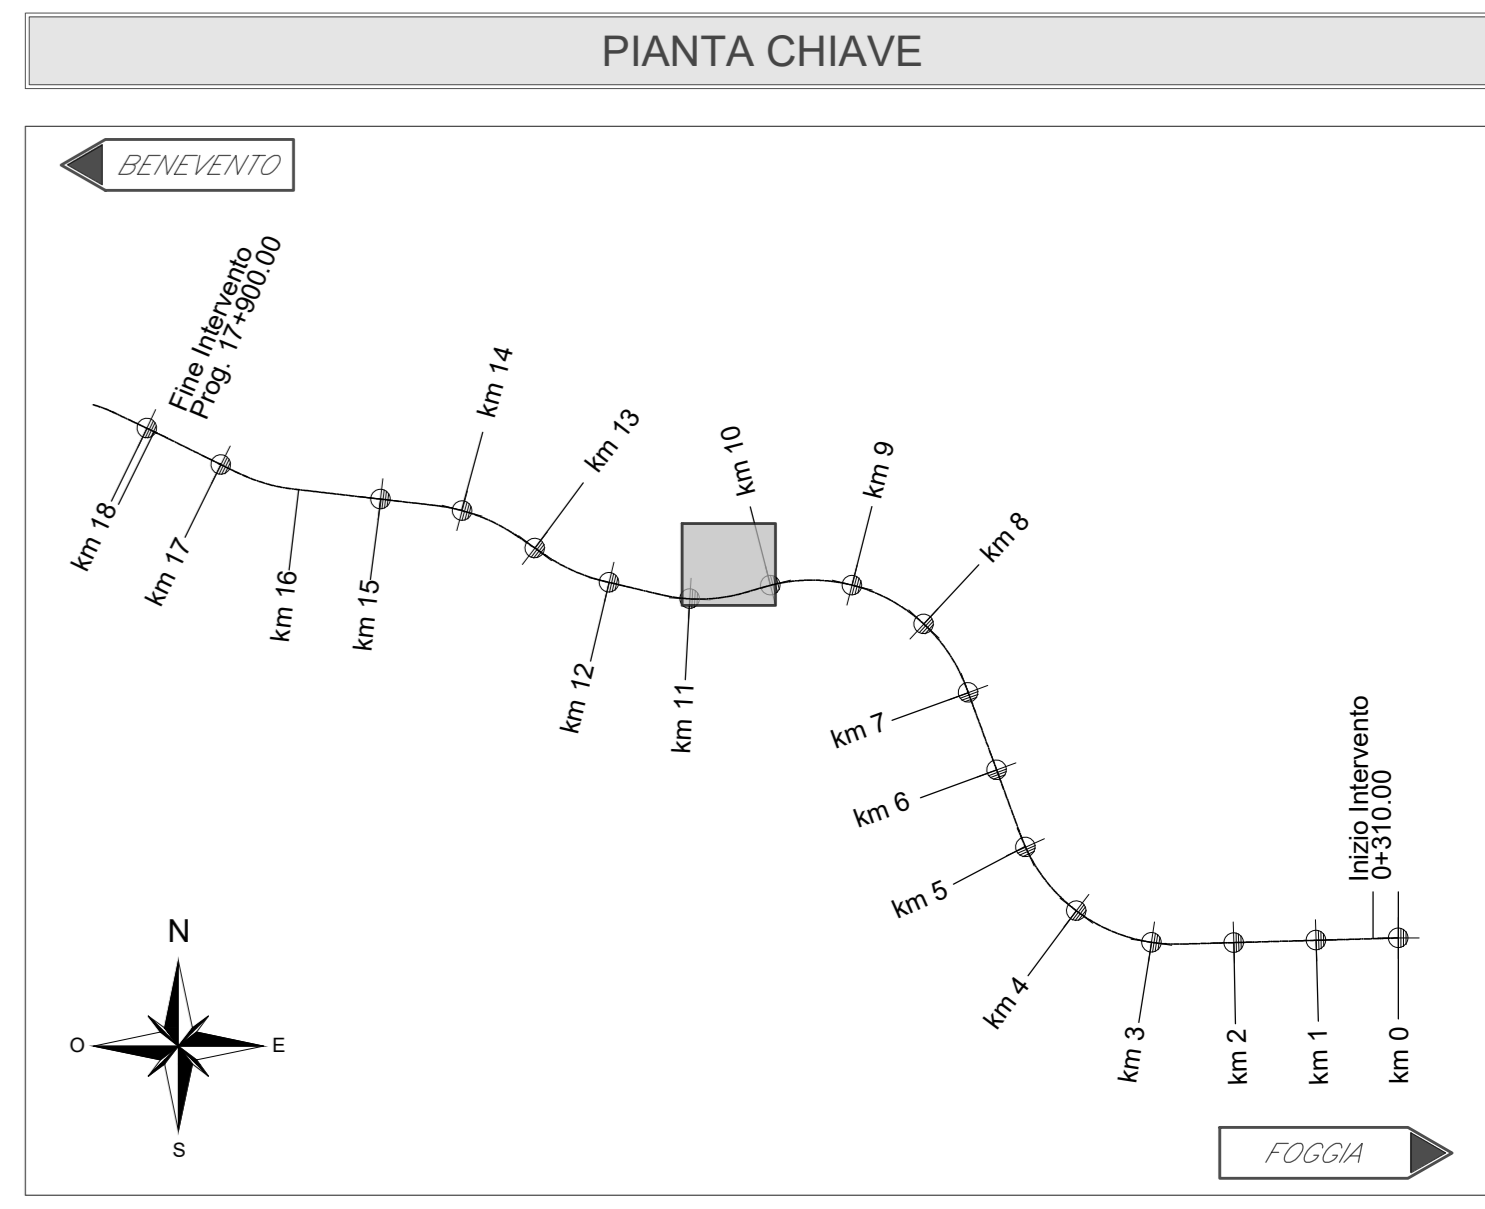 PIANTA CHIAVE
BENEVENTO
Fine Intervento
Prog. 17+900.00
km 18
km 17
km 16
km 15
km 14
km 13
km 12
km 11
km 10
km 9
km 8
km 7
km 6
km 5
km 4
km 3
km 2
km 1
km 0
Inizio Intervento
0+310.00
N
O
E
S
FOGGIA